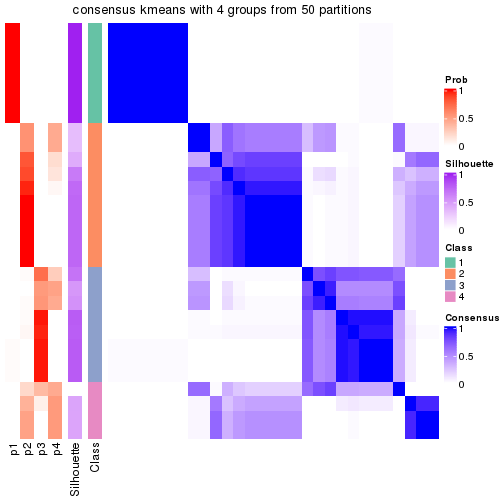 consensus kmeans with 4 groups from 50 partitions
Prob
1
0.5
0
Silhouette
1
0.5
0
Class
1
2
3
4
Consensus
1
0.5
0
p1
p2
p3
p4
Silhouette
Class